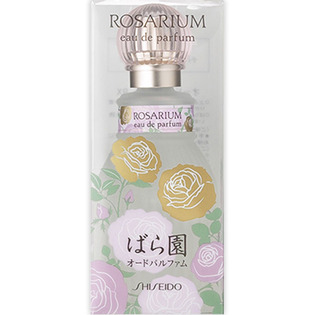 ROSARIUM
eau de parfum
ROSARIUM
eau de parfum
ばら園
オードパルファム
SHISEIDO